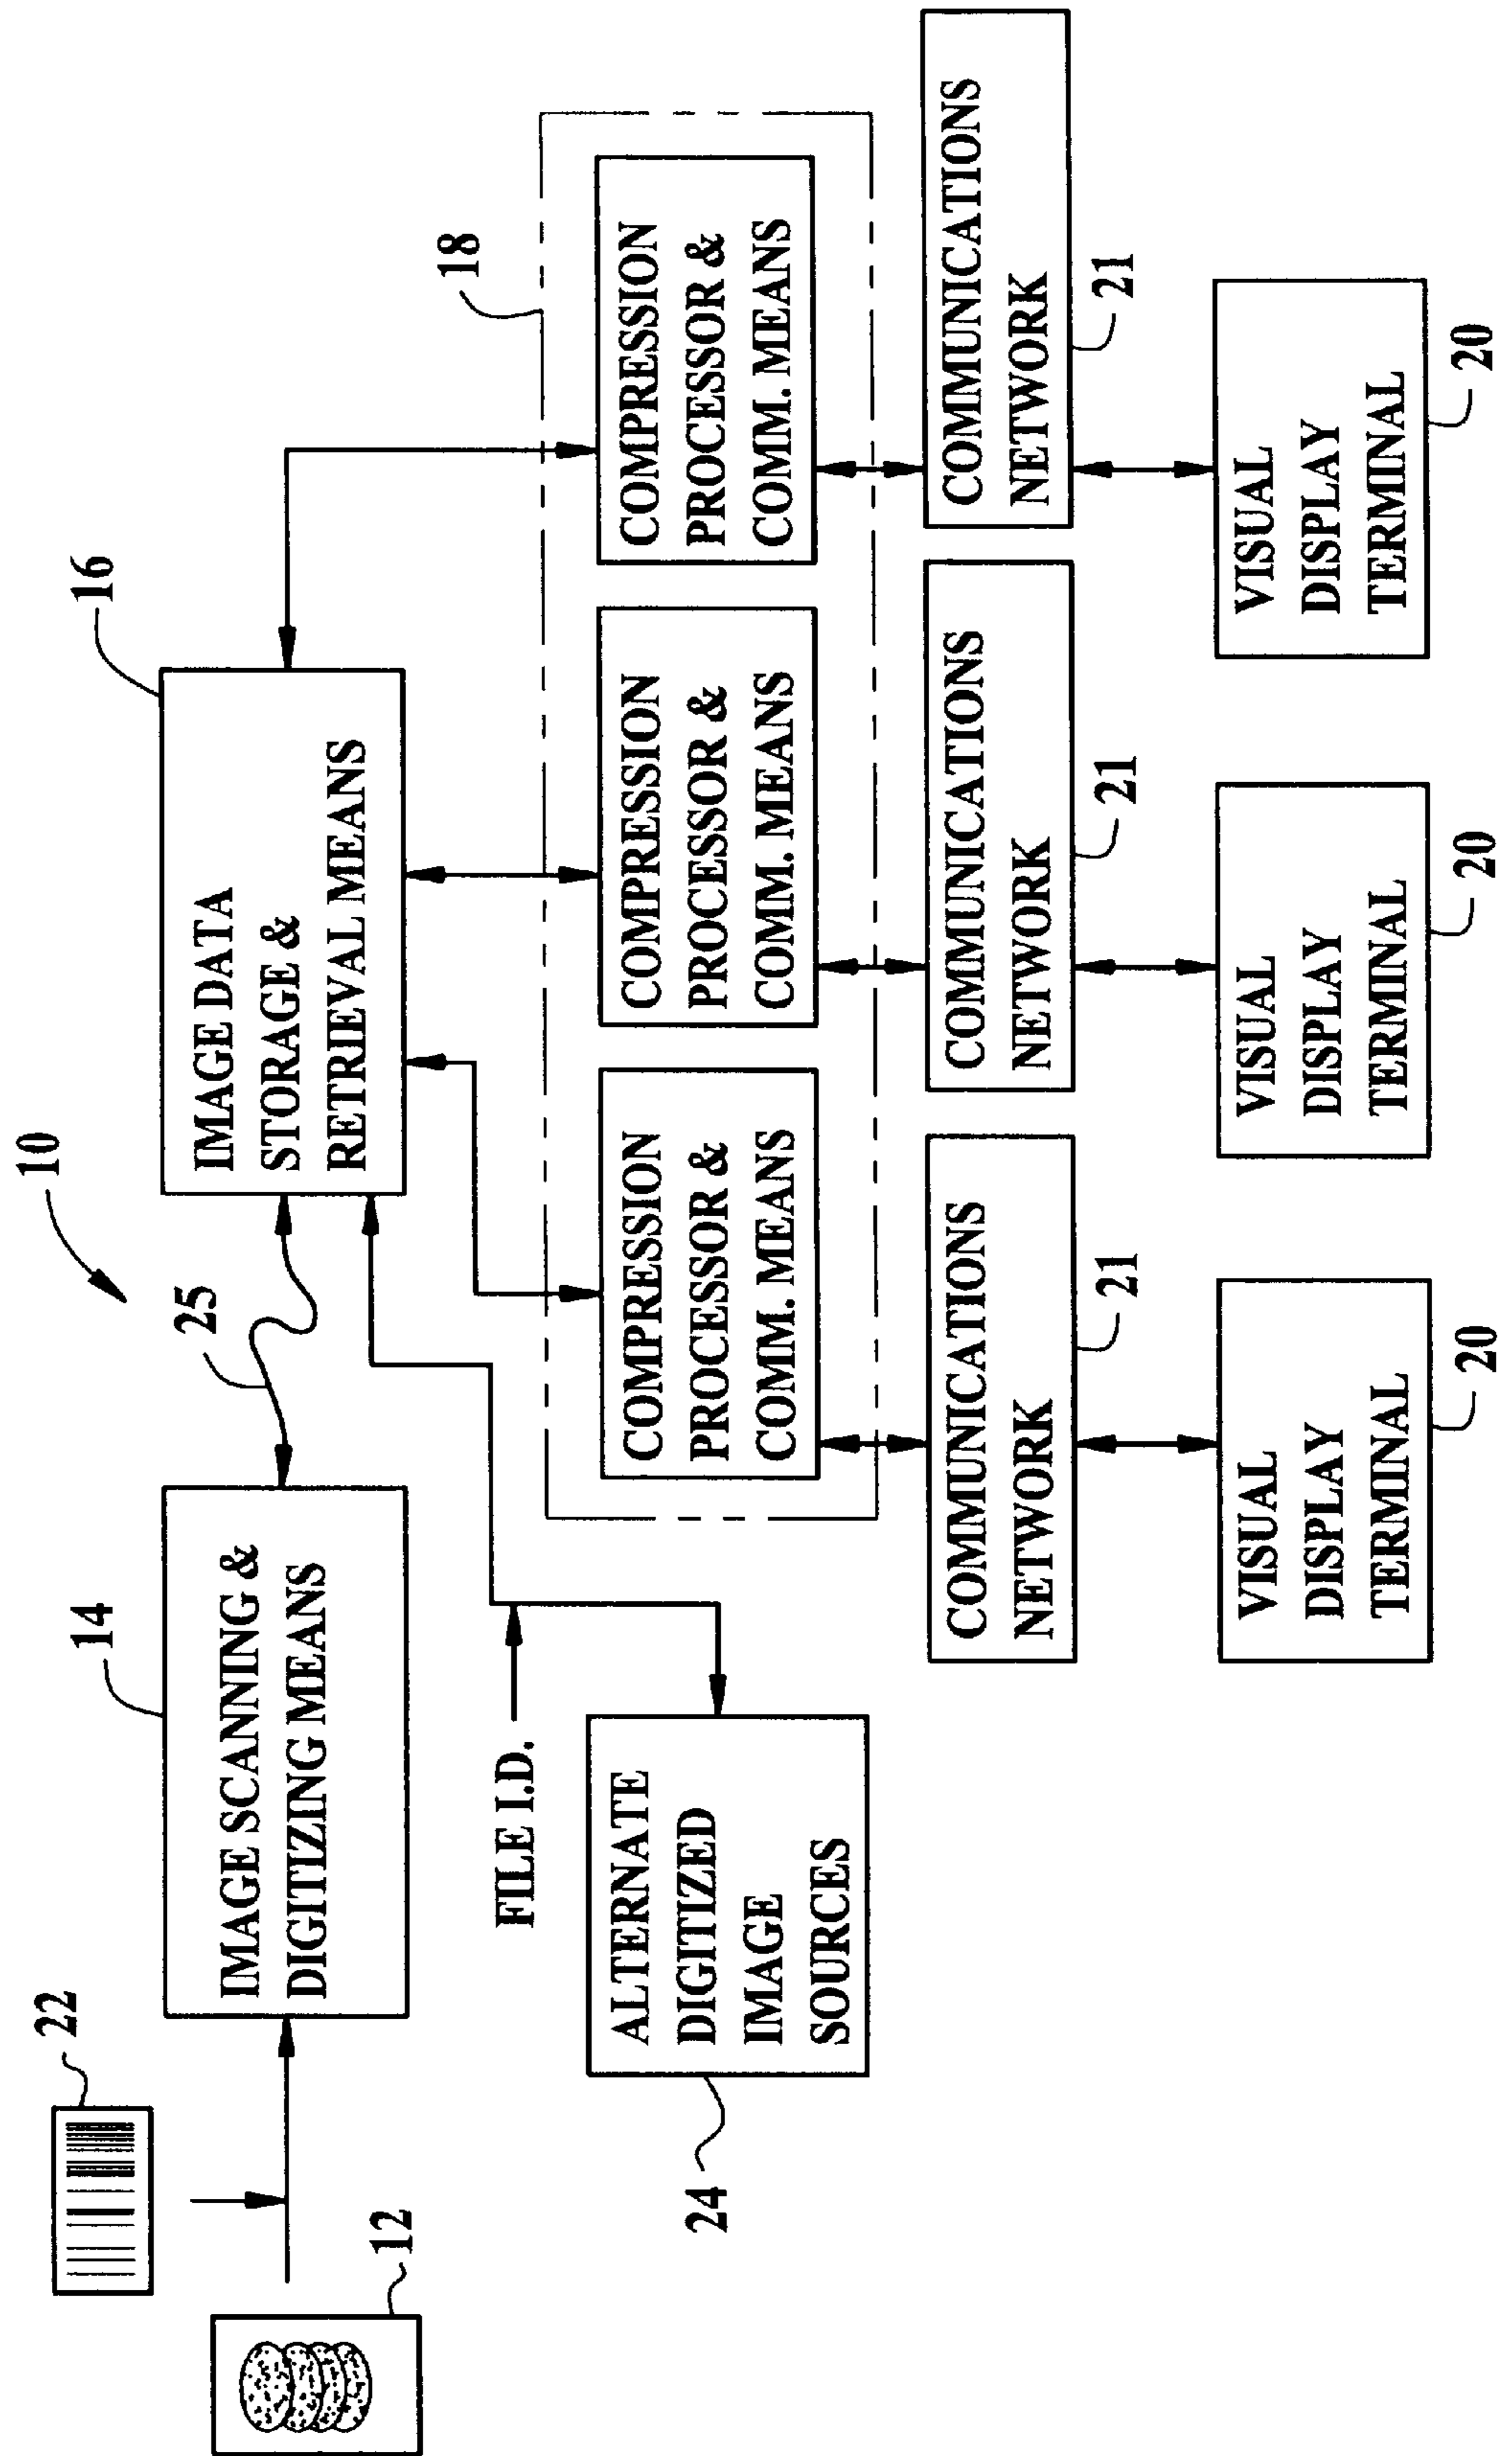 10
22
14
25
16
12
IMAGE SCANNING &
DIGITIZING MEANS
IMAGE DATA
STORAGE &
RETRIEVAL MEANS
FILE I.D.
18
24
ALTERNATE
DIGITIZED
IMAGE
SOURCES
COMPRESSION
PROCESSOR &
COMM. MEANS
COMPRESSION
PROCESSOR &
COMM. MEANS
COMPRESSION
PROCESSOR &
COMM. MEANS
COMMUNICATIONS
NETWORK
21
COMMUNICATIONS
NETWORK
21
COMMUNICATIONS
NETWORK
21
VISUAL
DISPLAY
TERMINAL
20
VISUAL
DISPLAY
TERMINAL
20
VISUAL
DISPLAY
TERMINAL
20